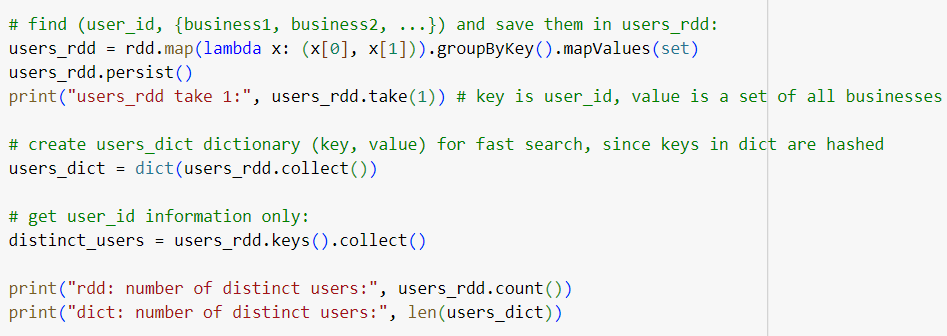 # find (user_id, {business1, business2, ...}) and save them in users_rdd:
users_rdd = rdd.map(lambda x: (x[0], x[1])).groupByKey().mapValues(set)
users_rdd.persist()
print("users_rdd take 1:", users_rdd.take(1)) # key is user_id, value is a set of all businesses
# create users_dict dictionary (key, value) for fast search, since keys in dict are hashed
users_dict = dict(users_rdd.collect())
# get user_id information only:
distinct_users = users_rdd.keys().collect()
print("rdd: number of distinct users:", users_rdd.count())
print("dict: number of distinct users:", len(users_dict))